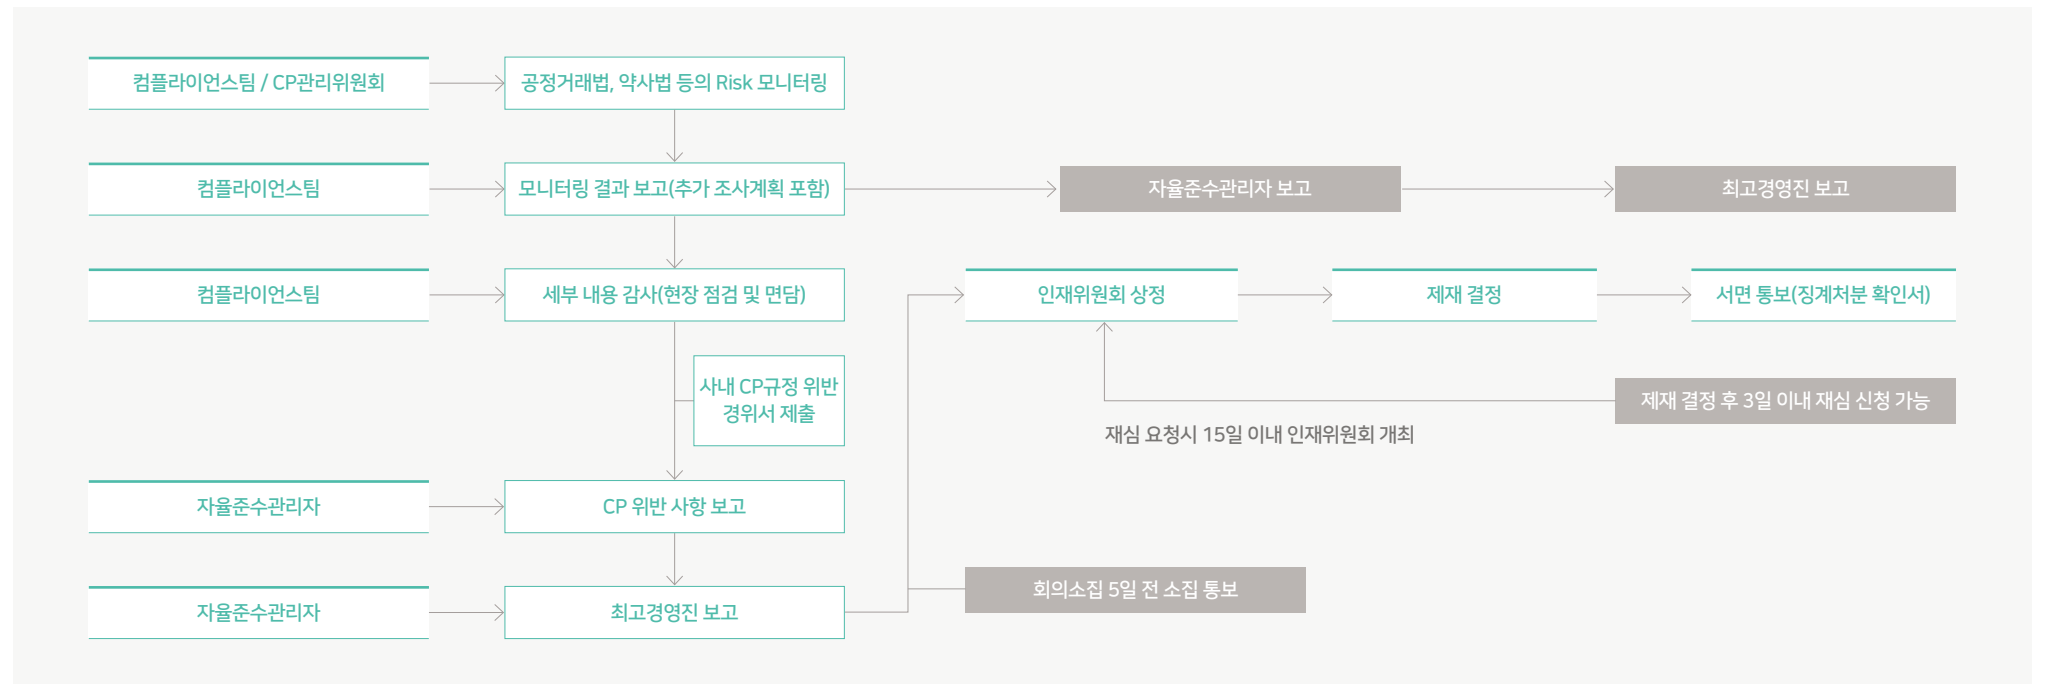 컴플라이언스팀 / CP관리위원회
공정거래법, 약사법 등의 Risk 모니터링
컴플라이언스팀
모니터링 결과 보고(추가 조사계획 포함)
자율준수관리자 보고
최고경영진 보고
컴플라이언스팀
세부 내용 감사(현장 점검 및 면담)
인재위원회 상정
제재 결정
서면 통보(징계처분 확인서)
사내 CP규정 위반
경위서 제출
제재 결정 후 3일 이내 재심 신청 가능
재심 요청시 15일 이내 인재위원회 개최
자율준수관리자
CP 위반 사항 보고
회의소집 5일 전 소집 통보
자율준수관리자
최고경영진 보고